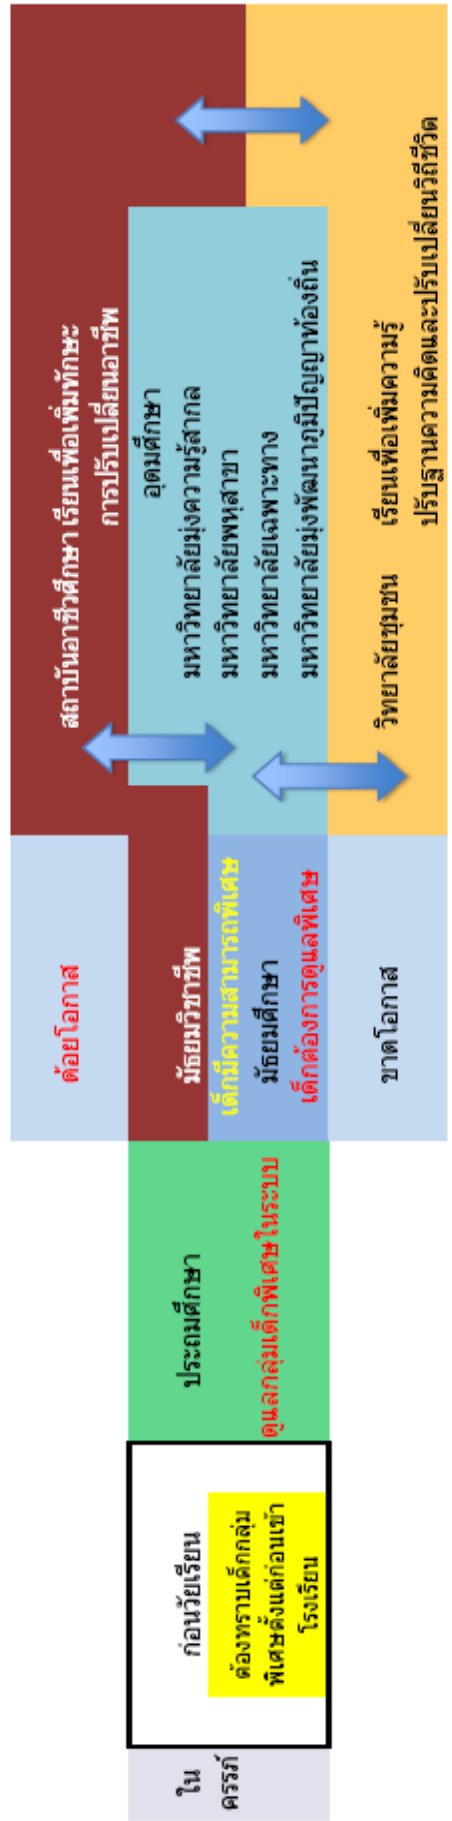 ใน
ครรภ์
ก่อนวัยเรียน
ต้องทราบเด็กกลุ่ม
พิเศษตั้งแต่ก่อนเข้า
โรงเรียน
ประถมศึกษา
ดูแลกลุ่มเด็กพิเศษในระบบ
ด้อยโอกาส
มัธยมวิชาชีพ
เด็กมีความสามารถพิเศษ
มัธยมศึกษา
เด็กต้องการดูแลพิเศษ
ขาดโอกาส
สถาบันอาชีวศึกษา เรียนเพื่อเพิ่มทักษะ
การปรับเปลี่ยนอาชีพ
อุดมศึกษา
มหาวิทยาลัยมุ่งความรู้สากล
มหาวิทยาลัยพหุสาขา
มหาวิทยาลัยเฉพาะทาง
มหาวิทยาลัยมุ่งพัฒนาภูมิปัญญาท้องถิ่น
วิทยาลัยชุมชน เรียนเพื่อเพิ่มความรู้
ปรับฐานความคิดและปรับเปลี่ยนวิถีชีวิต